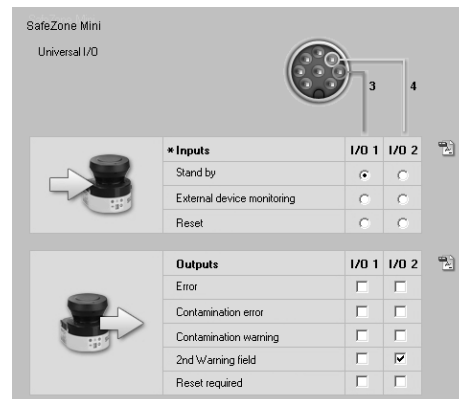 SafeZone Mini
Universal I/O
3 4
* Inputs I/O 1 I/O 2
Stand by
External device monitoring
Reset
Outputs I/O 1 I/O 2
Error
Contamination error
Contamination warning
2nd Warning field
Reset required